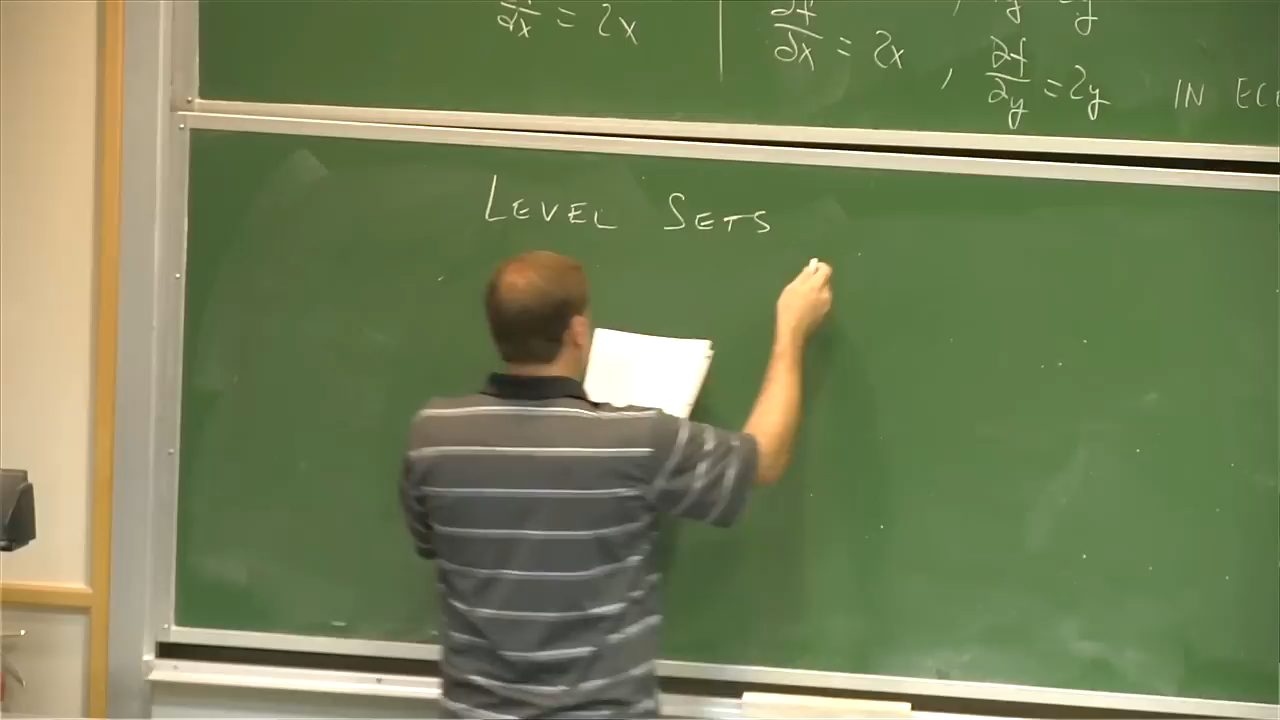 ∂f/∂x = 2x | ∂f/∂x = 2x , ∂f/∂y = 2y IN
LEVEL SETS